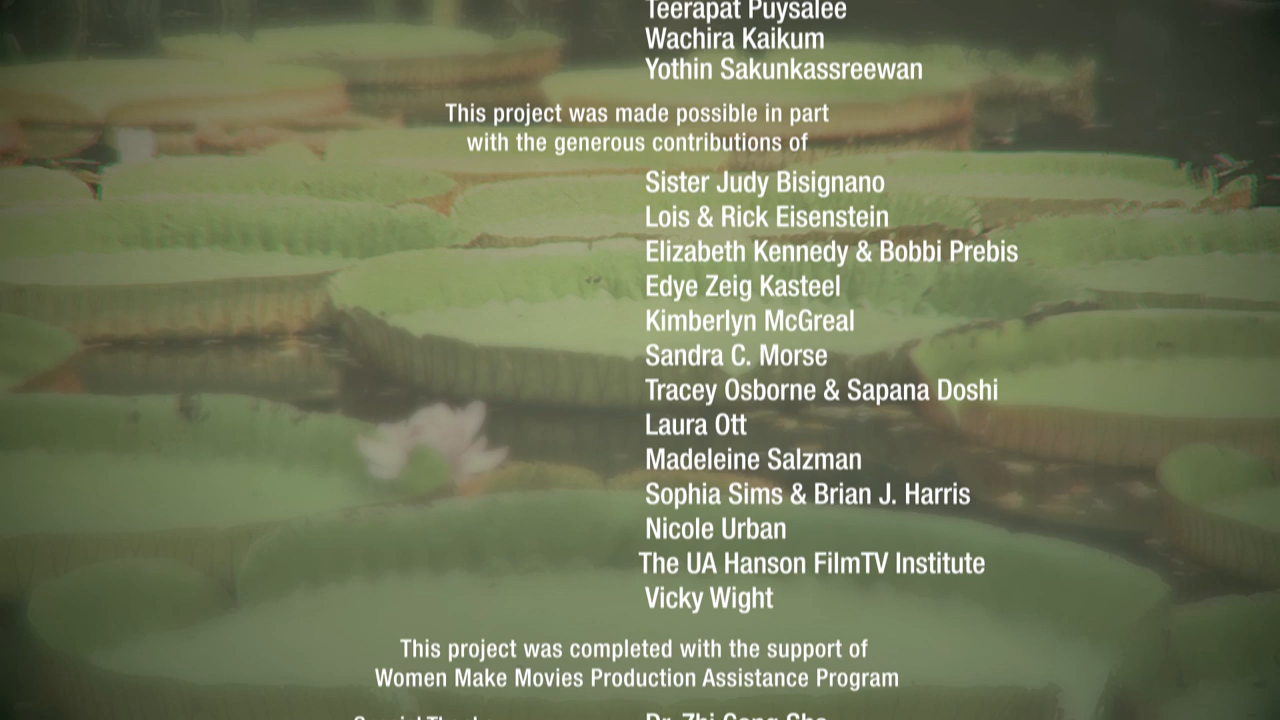 Teerapat Puysalee
Wachira Kaikum
Yothin Sakunkassreewan
This project was made possible in part
with the generous contributions of
Sister Judy Bisignano
Lois & Rick Eisenstein
Elizabeth Kennedy & Bobbi Prebis
Edye Zeig Kasteel
Kimberlyn McGreal
Sandra C. Morse
Tracey Osborne & Sapana Doshi
Laura Ott
Madeleine Salzman
Sophia Sims & Brian J. Harris
Nicole Urban
The UA Hanson FilmTV Institute
Vicky Wight
This project was completed with the support of
Women Make Movies Production Assistance Program